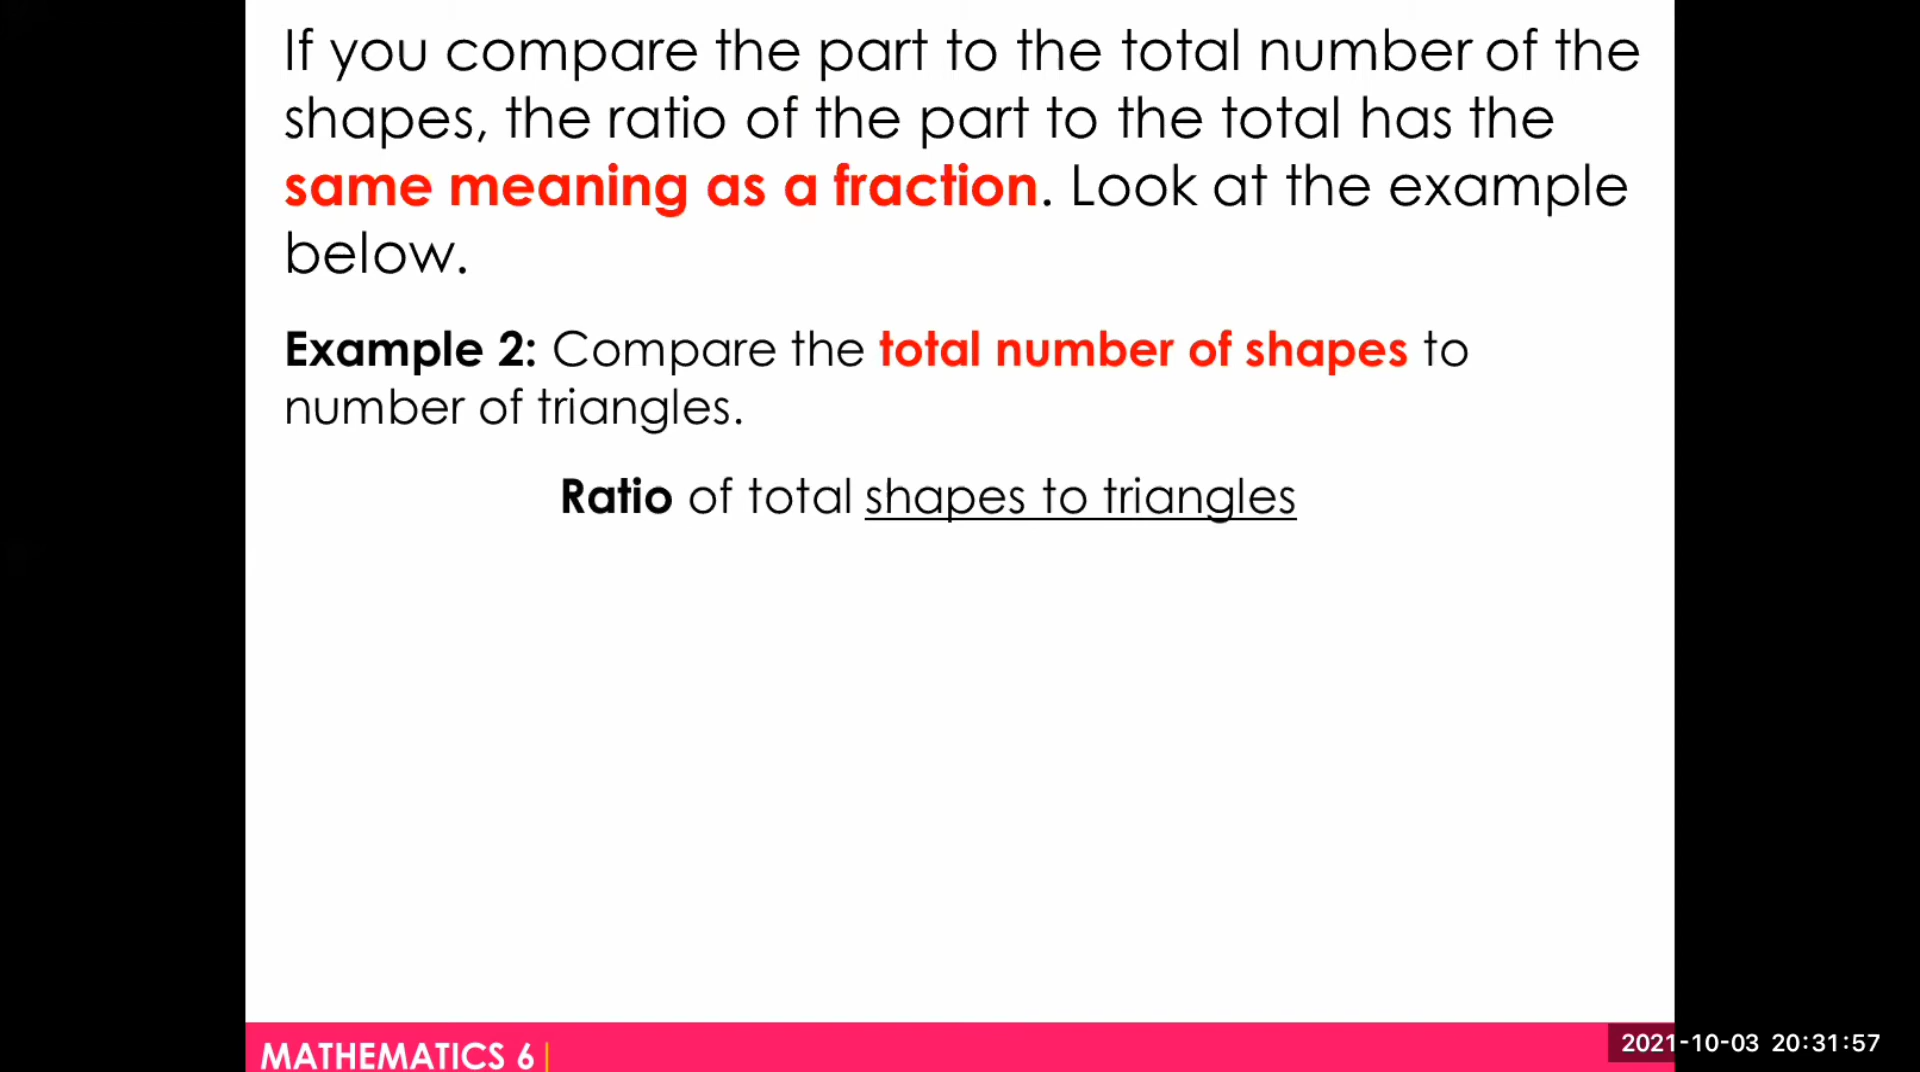 If you compare the part to the total number of the
shapes, the ratio of the part to the total has the
same meaning as a fraction. Look at the example
below.
Example 2: Compare the total number of shapes to
number of triangles.
Ratio of total shapes to triangles
MATHEMATICS 6|
2021-10-03 20:31:57